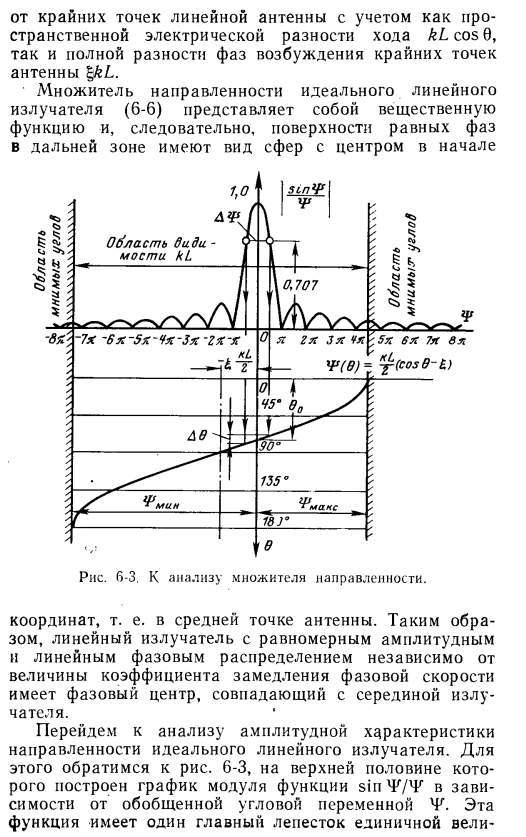 от крайних точек линейной антенны с учетом как про-
странственной электрической разности хода kL cos θ,
так и полной разности фаз возбуждения крайних точек
антенны ξkL.
Множитель направленности идеального линейного
излучателя (6-6) представляет собой вещественную
функцию и, следовательно, поверхности равных фаз
в дальней зоне имеют вид сфер с центром в начале
1,0
|sin Ψ / Ψ|
ΔΨ
Область
мнимых углов
Область види-
мости kL
0,707
Область
мнимых углов
Ψ
-8π -7π -6π -5π -4π -3π -2π -π 0 π 2π 3π 4π 5π 6π 7π 8π
-ξ kL/2
Ψ(θ) = kL/2 (cos θ - ξ)
0
45°
θ₀
Δθ
90°
135°
Ψмин
Ψмакс
180°
θ
Рис. 6-3. К анализу множителя направленности.
координат, т. е. в средней точке антенны. Таким обра-
зом, линейный излучатель с равномерным амплитудным
и линейным фазовым распределением независимо от
величины коэффициента замедления фазовой скорости
имеет фазовый центр, совпадающий с серединой излу-
чателя.
Перейдем к анализу амплитудной характеристики
направленности идеального линейного излучателя. Для
этого обратимся к рис. 6-3, на верхней половине кото-
рого построен график модуля функции sin Ψ/Ψ в зави-
симости от обобщенной угловой переменной Ψ. Эта
функция имеет один главный лепесток единичной вели-